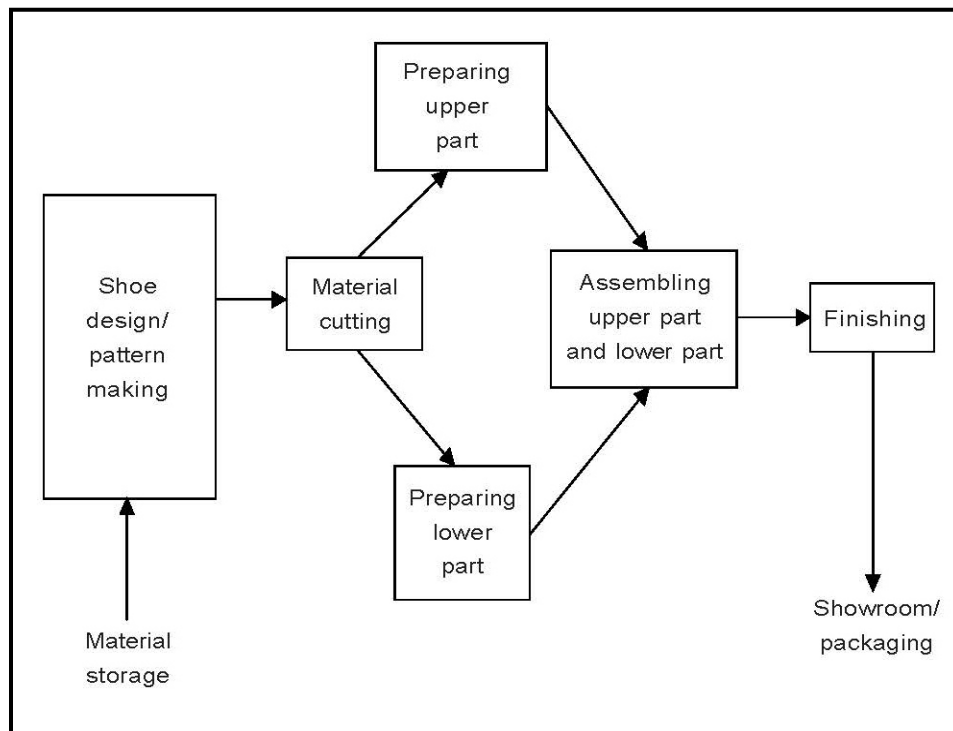 Preparing
upper
part
Shoe
design/
pattern
making
Material
cutting
Assembling
upper part
and lower part
Finishing
Preparing
lower
part
Material
storage
Showroom/
packaging